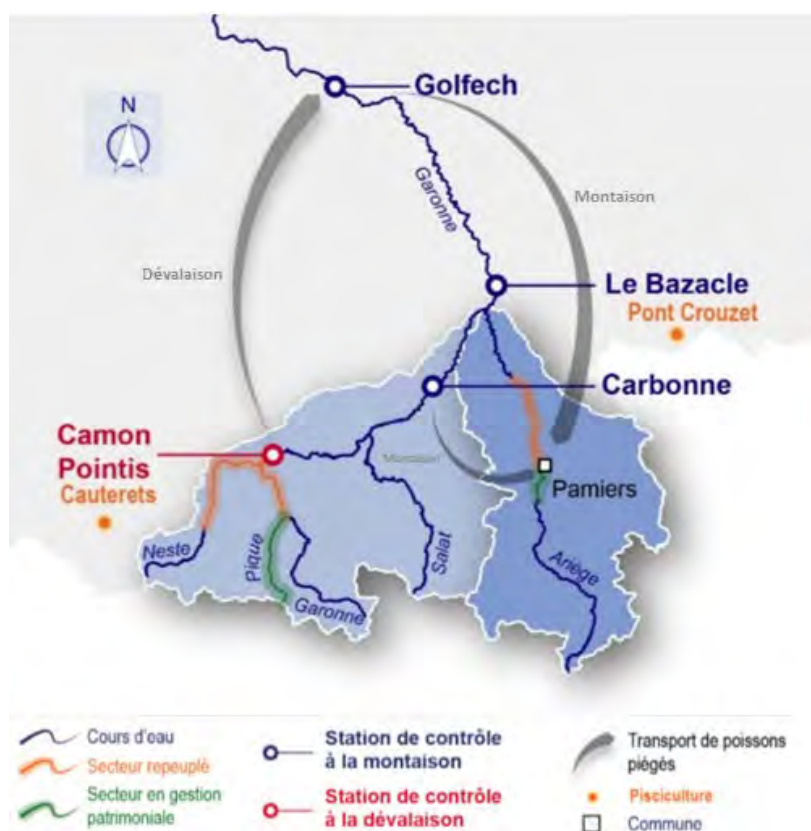 Golfech
N
Garonne
Montaison
Dévalaison
Le Bazacle
Pont Crouzet
Carbonne
Camon
Pointis
Montaison
Cauterets
Pamiers
Neste
Pique
Salat
Ariège
Garonne
Cours d'eau
Secteur repeuplé
Secteur en gestion
patrimoniale
Station de contrôle
à la montaison
Station de contrôle
à la dévalaison
Transport de poissons
piégés
Pisciculture
Commune